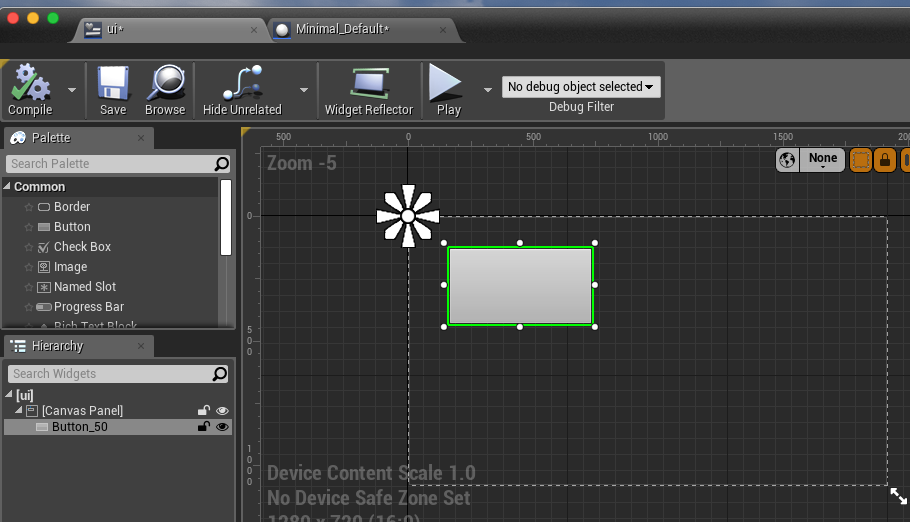 ui*
Minimal_Default*
Compile
Save
Browse
Hide Unrelated
Widget Reflector
Play
No debug object selected
Debug Filter
Palette
Search Palette
Common
Border
Button
Check Box
Image
Named Slot
Progress Bar
Rich Text Block
Hierarchy
Search Widgets
[ui]
[Canvas Panel]
Button_50
500
0
500
1000
1500
Zoom -5
None
0
500
1000
Device Content Scale 1.0
No Device Safe Zone Set
1280 x 720 (16:9)